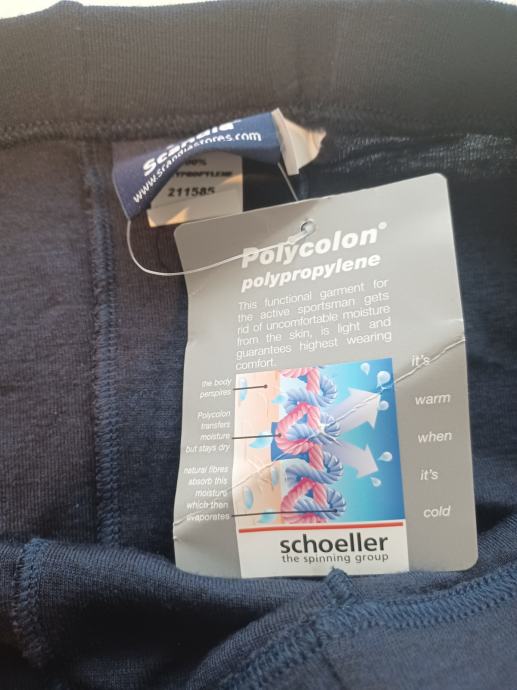 Scandia
www.scandiastores.com
211585
Polycolon®
polypropylene
This functional garment for
the active sportsman gets
rid of uncomfortable moisture
from the skin, is light and
guarantees highest wearing
comfort.
it's
warm
when
it's
cold
the body
perspires
Polycolon
transfers
moisture
but stays dry
natural fibres
absorb this
moisture
which then
evaporates
schoeller
the spinning group